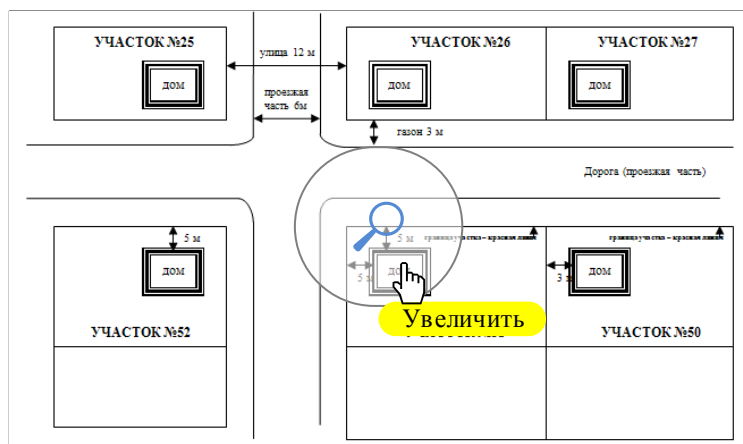 УЧАСТОК №25
УЧАСТОК №26
УЧАСТОК №27
улица 12 м
ДОМ
ДОМ
ДОМ
проезжая
часть 6м
газон 3 м
Дорога (проезжая часть)
5 м
5 м
граница участка – красная линия
граница участка – красная линия
ДОМ
5 м
3 м
ДОМ
Увеличить
УЧАСТОК №52
УЧАСТОК №50